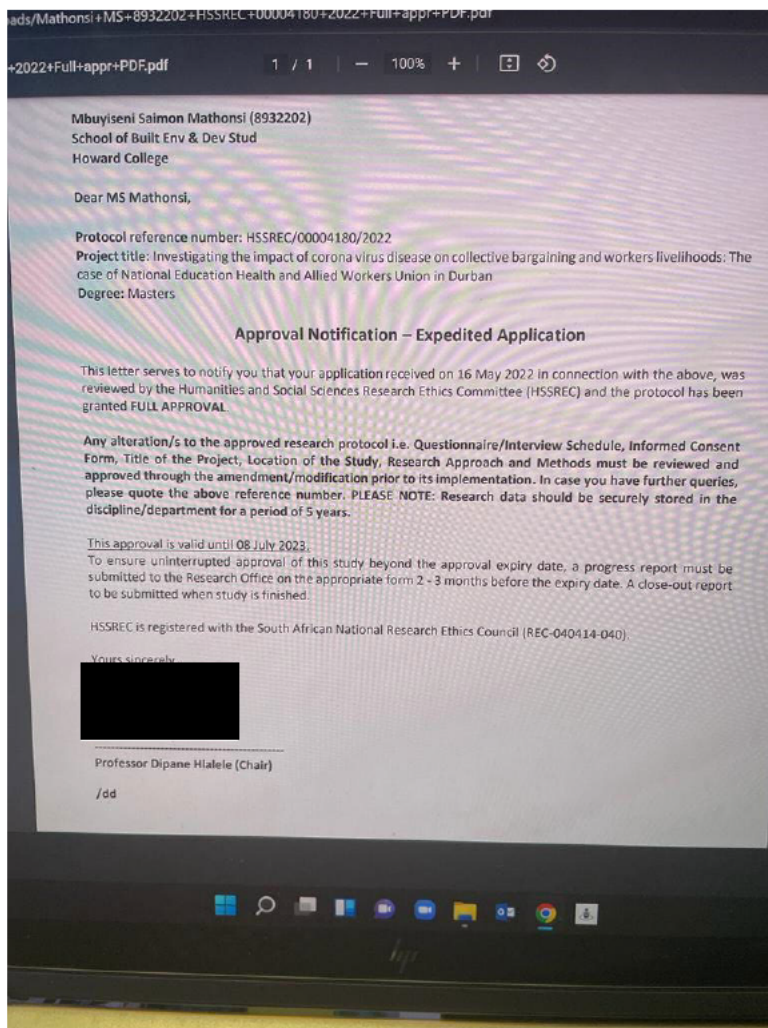 ads/Mathonsi+MS+8932202+HSSREC+00004180+2022+Full+appr+PDF.pdf
+2022+Full+appr+PDF.pdf 1 / 1 100%
Mbuyiseni Saimon Mathonsi (8932202)
School of Built Env & Dev Stud
Howard College
Dear MS Mathonsi,
Protocol reference number: HSSREC/00004180/2022
Project title: Investigating the impact of corona virus disease on collective bargaining and workers livelihoods: The
case of National Education Health and Allied Workers Union in Durban
Degree: Masters
Approval Notification – Expedited Application
This letter serves to notify you that your application received on 16 May 2022 in connection with the above, was
reviewed by the Humanities and Social Sciences Research Ethics Committee (HSSREC) and the protocol has been
granted FULL APPROVAL.
Any alteration/s to the approved research protocol i.e. Questionnaire/Interview Schedule, Informed Consent
Form, Title of the Project, Location of the Study, Research Approach and Methods must be reviewed and
approved through the amendment/modification prior to its implementation. In case you have further queries,
please quote the above reference number. PLEASE NOTE: Research data should be securely stored in the
discipline/department for a period of 5 years.
This approval is valid until 08 July 2023.
To ensure uninterrupted approval of this study beyond the approval expiry date, a progress report must be
submitted to the Research Office on the appropriate form 2 - 3 months before the expiry date. A close-out report
to be submitted when study is finished.
HSSREC is registered with the South African National Research Ethics Council (REC-040414-040).
Yours sincerely
Professor Dipane Hlalele (Chair)
/dd
hp